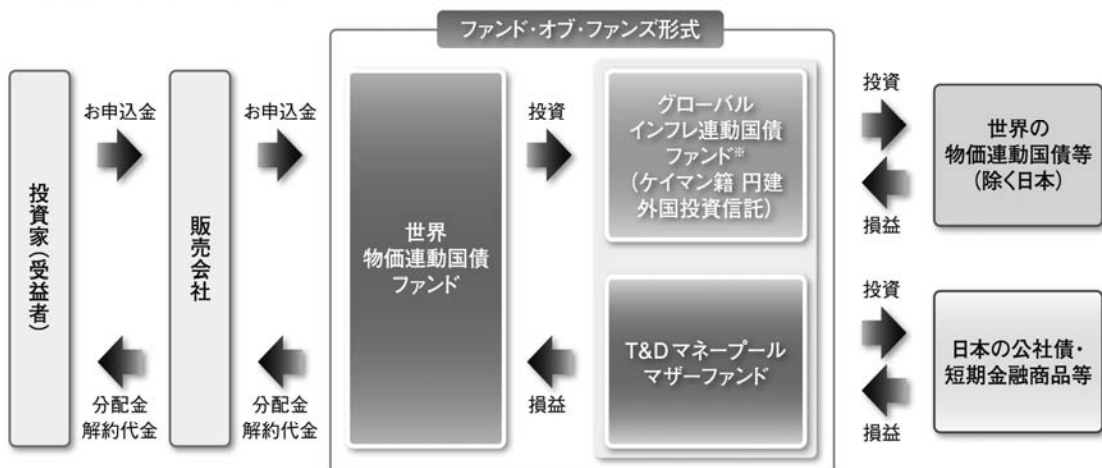 ファンド・オブ・ファンズ形式
投資家(受益者)
お申込金
分配金
解約代金
販売会社
お申込金
分配金
解約代金
世界
物価連動国債
ファンド
投資
損益
グローバル
インフレ連動国債
ファンド※
(ケイマン籍 円建
外国投資信託)
T&Dマネープール
マザーファンド
投資
損益
世界の
物価連動国債等
(除く日本)
投資
損益
日本の公社債・
短期金融商品等